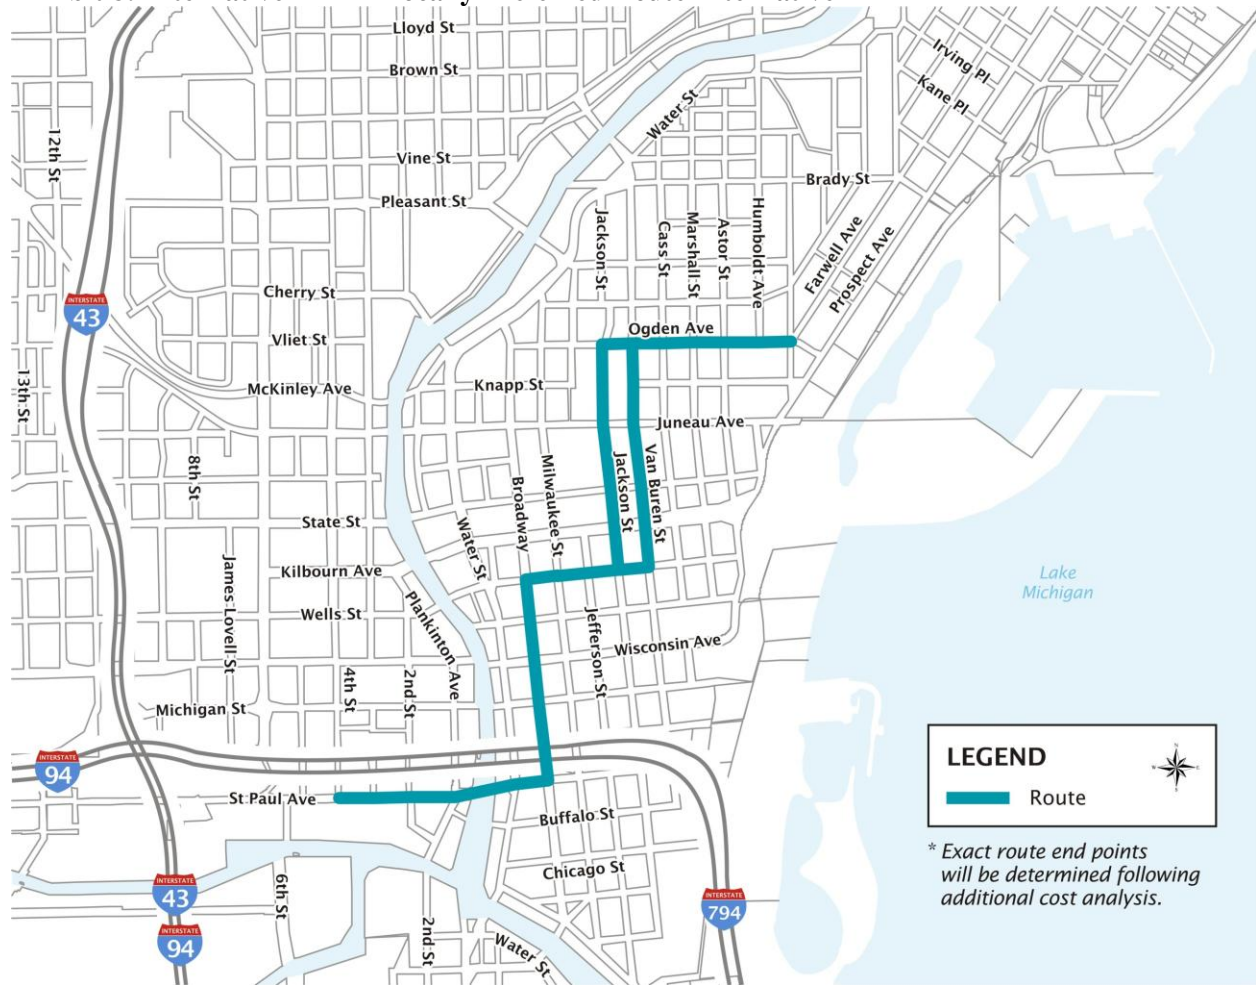 Lloyd St
Brown St
Irving Pl
Kane Pl
Water St
12th St
Vine St
Brady St
Pleasant St
Jackson St
Cass St
Marshall St
Astor St
Humboldt Ave
Farwell Ave
Prospect Ave
Cherry St
INTERSTATE
43
Ogden Ave
Vliet St
13th St
McKinley Ave
Knapp St
Juneau Ave
8th St
Broadway
Milwaukee St
Jackson St
Van Buren St
State St
Water St
James Lovell St
Kilbourn Ave
Lake
Michigan
Wells St
Plankinton Ave
Jefferson St
Wisconsin Ave
4th St
2nd St
Michigan St
INTERSTATE
94
LEGEND
N
Route
St Paul Ave
Buffalo St
* Exact route end points
will be determined following
additional cost analysis.
Chicago St
6th St
INTERSTATE
43
INTERSTATE
794
2nd St
INTERSTATE
94
Water St